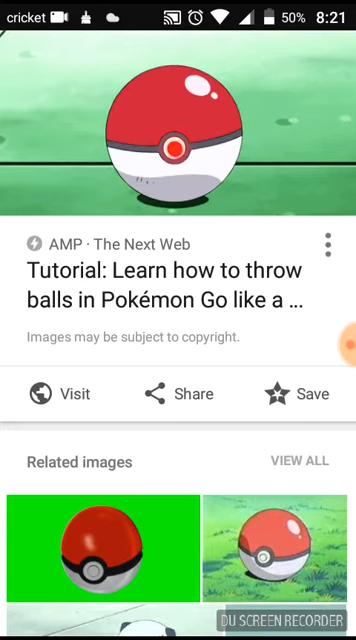 cricket 50% 8:21
AMP · The Next Web
Tutorial: Learn how to throw
balls in Pokémon Go like a ...
Images may be subject to copyright.
Visit Share Save
Related images VIEW ALL
DU SCREEN RECORDER